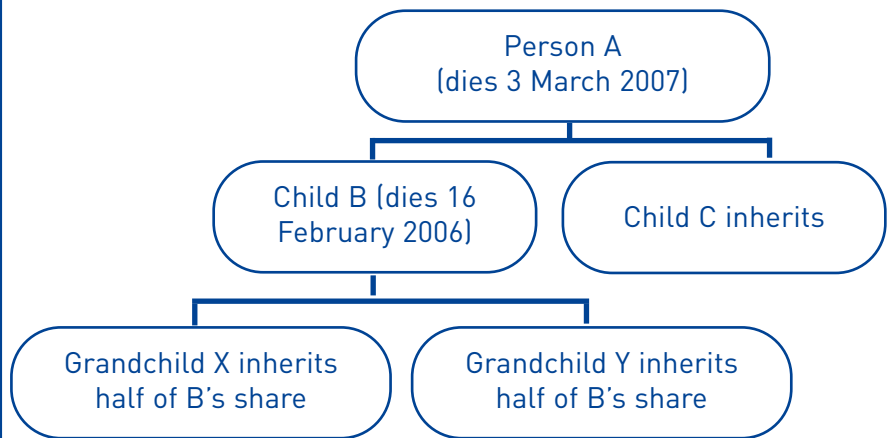 Person A
(dies 3 March 2007)
Child B (dies 16
February 2006)
Child C inherits
Grandchild X inherits
half of B’s share
Grandchild Y inherits
half of B’s share